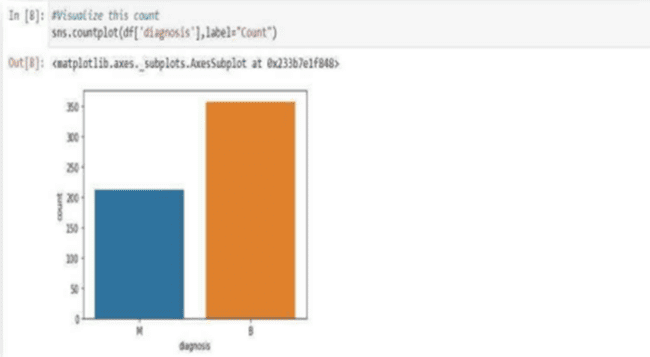 In [8]: #Visualize this count
sns.countplot(df['diagnosis'],label="Count")
Out[8]: <matplotlib.axes._subplots.AxesSubplot at 0x233b7e1f848>
350
300
250
200
150
100
50
0
count
M B
diagnosis